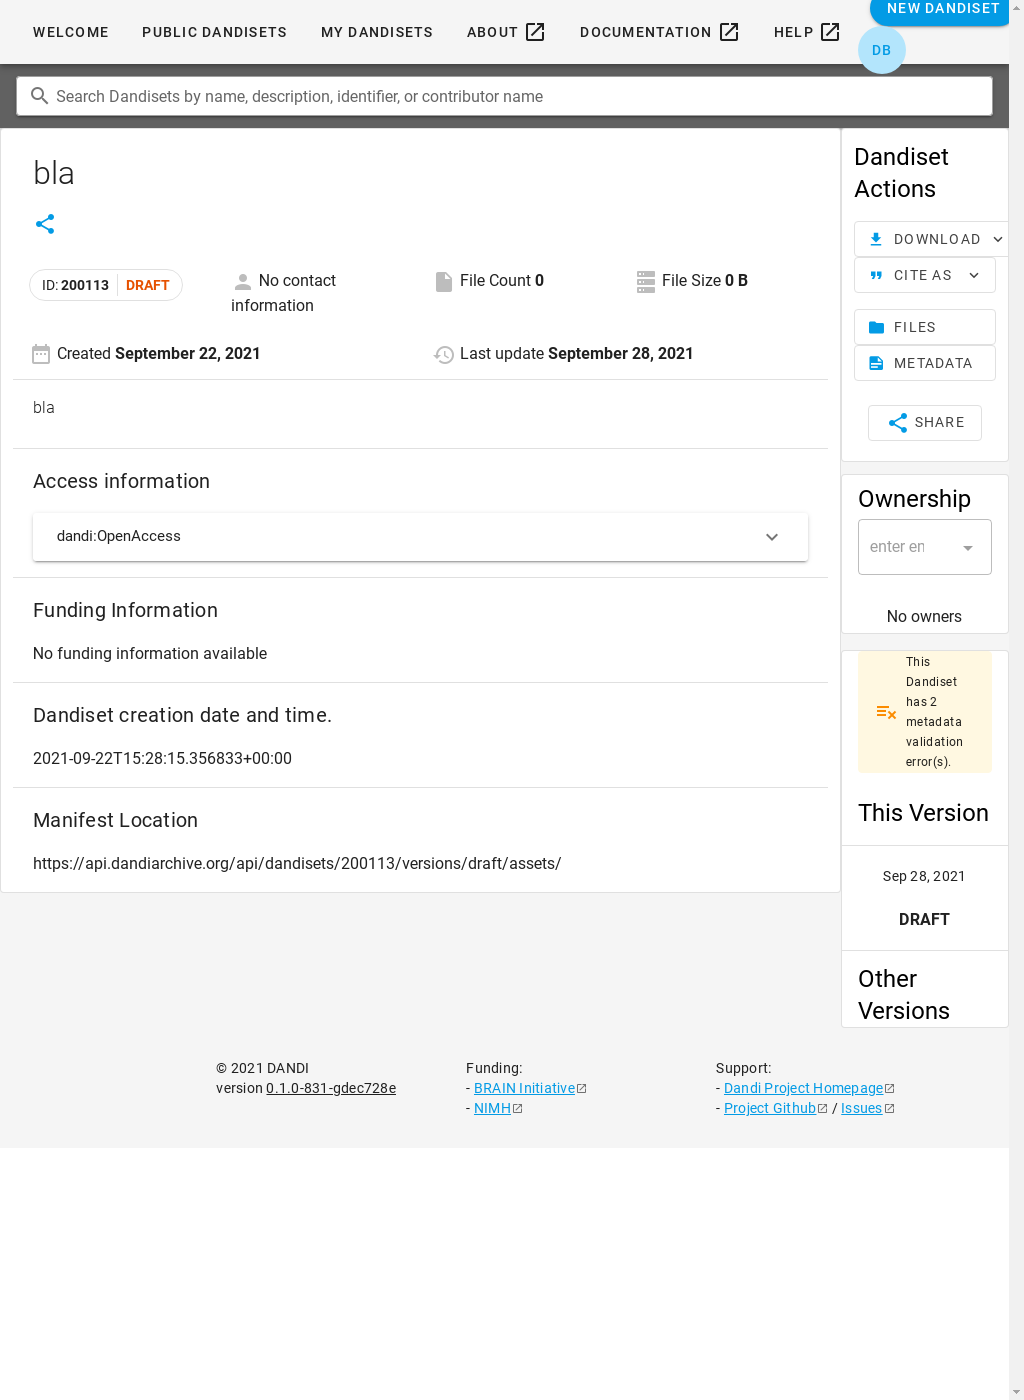 WELCOME
PUBLIC DANDISETS
MY DANDISETS
ABOUT
DOCUMENTATION
HELP
NEW DANDISET
DB
Search Dandisets by name, description, identifier, or contributor name
bla
ID: 200113 DRAFT
No contact
information
File Count 0
File Size 0 B
Created September 22, 2021
Last update September 28, 2021
bla
Access information
dandi:OpenAccess
Funding Information
No funding information available
Dandiset creation date and time.
2021-09-22T15:28:15.356833+00:00
Manifest Location
https://api.dandiarchive.org/api/dandisets/200113/versions/draft/assets/
Dandiset
Actions
DOWNLOAD
CITE AS
FILES
METADATA
SHARE
Ownership
enter en
No owners
This
Dandiset
has 2
metadata
validation
error(s).
This Version
Sep 28, 2021
DRAFT
Other
Versions
© 2021 DANDI
version 0.1.0-831-gdec728e
Funding:
- BRAIN Initiative
- NIMH
Support:
- Dandi Project Homepage
- Project Github / Issues